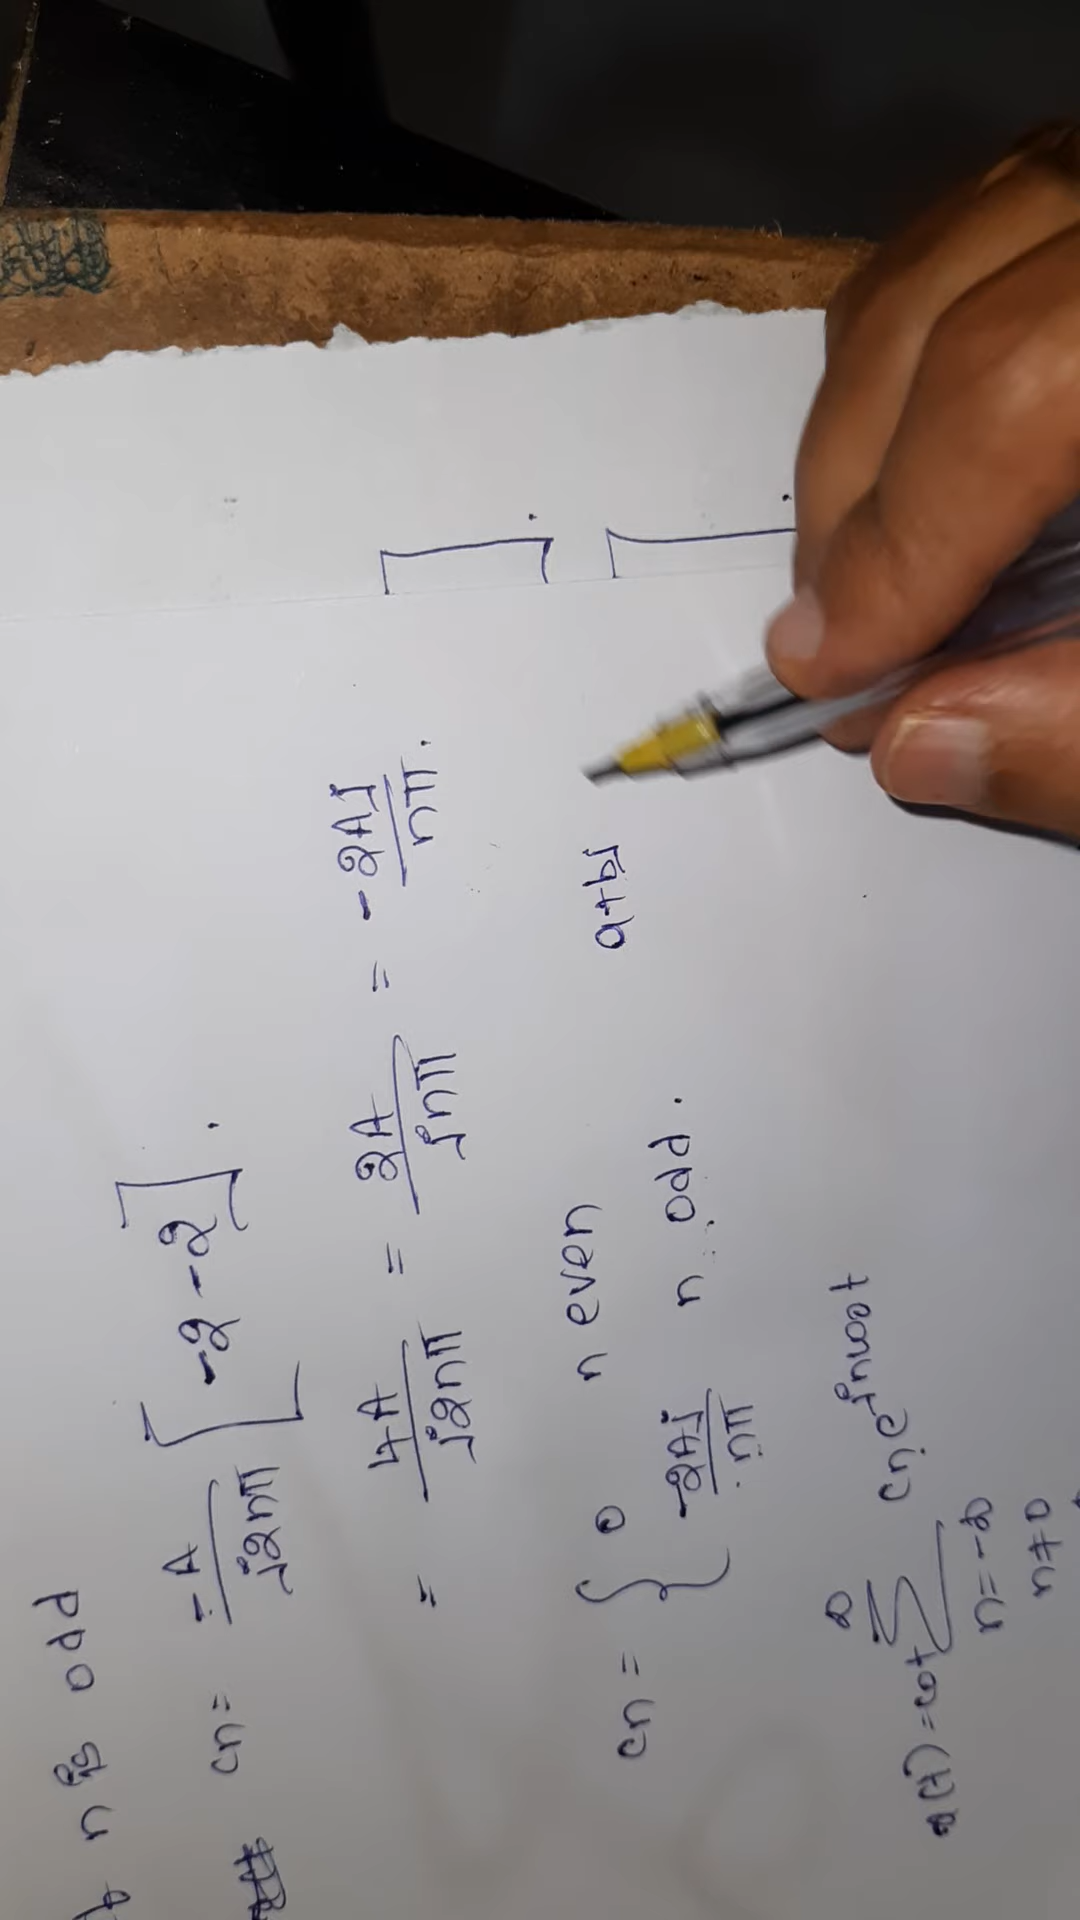 n is odd
cn = -A/j2nπ [-2-2].
= 4A/j2nπ = 2A/jnπ = -2Aj/nπ.
cn = { 0 n even
-2Aj/nπ n odd.
a+bj
x(t) = c0+ ∞ Σ n=-∞ n≠0 cn.e^jnω0t